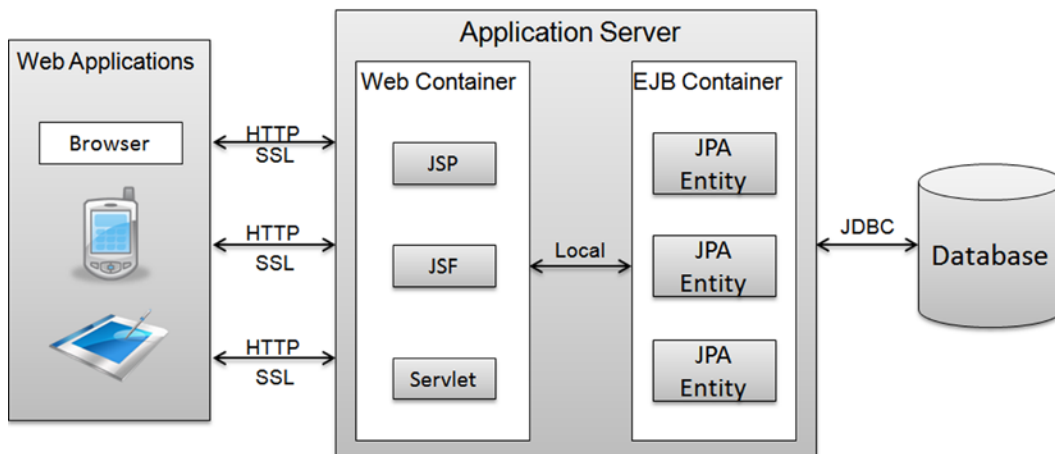 Application Server
Web Applications
Web Container
EJB Container
Browser
HTTP
SSL
HTTP
SSL
HTTP
SSL
JSP
JSF
Servlet
Local
JPA
Entity
JPA
Entity
JPA
Entity
JDBC
Database